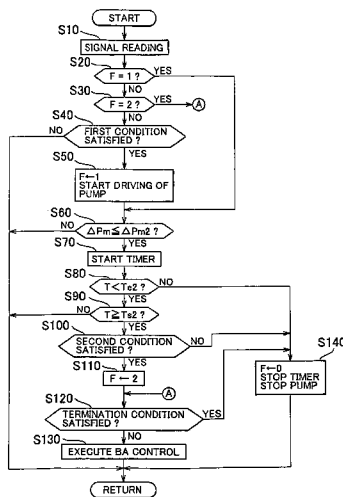 START
S10
SIGNAL READING
S20
F = 1 ?
YES
NO
S30
F = 2 ?
YES
A
NO
S40
NO
FIRST CONDITION
SATISFIED ?
YES
S50
F←1
START DRIVING OF
PUMP
S60
NO
△Pm≦△Pm2 ?
YES
S70
START TIMER
S80
T<Te2 ?
NO
YES
S90
NO
T≧Ts2 ?
YES
S100
SECOND CONDITION
SATISFIED ?
NO
YES
S110
F ← 2
A
S120
TERMINATION CONDITION
SATISFIED ?
YES
NO
S130
EXECUTE BA CONTROL
S140
F←0
STOP TIMER
STOP PUMP
RETURN